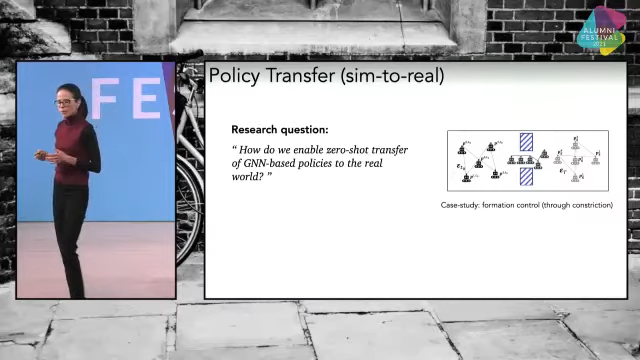 ALUMNI
FESTIVAL
2021
FE
Policy Transfer (sim-to-real)
Research question:
“ How do we enable zero-shot transfer
of GNN-based policies to the real
world? ”
Case-study: formation control (through constriction)